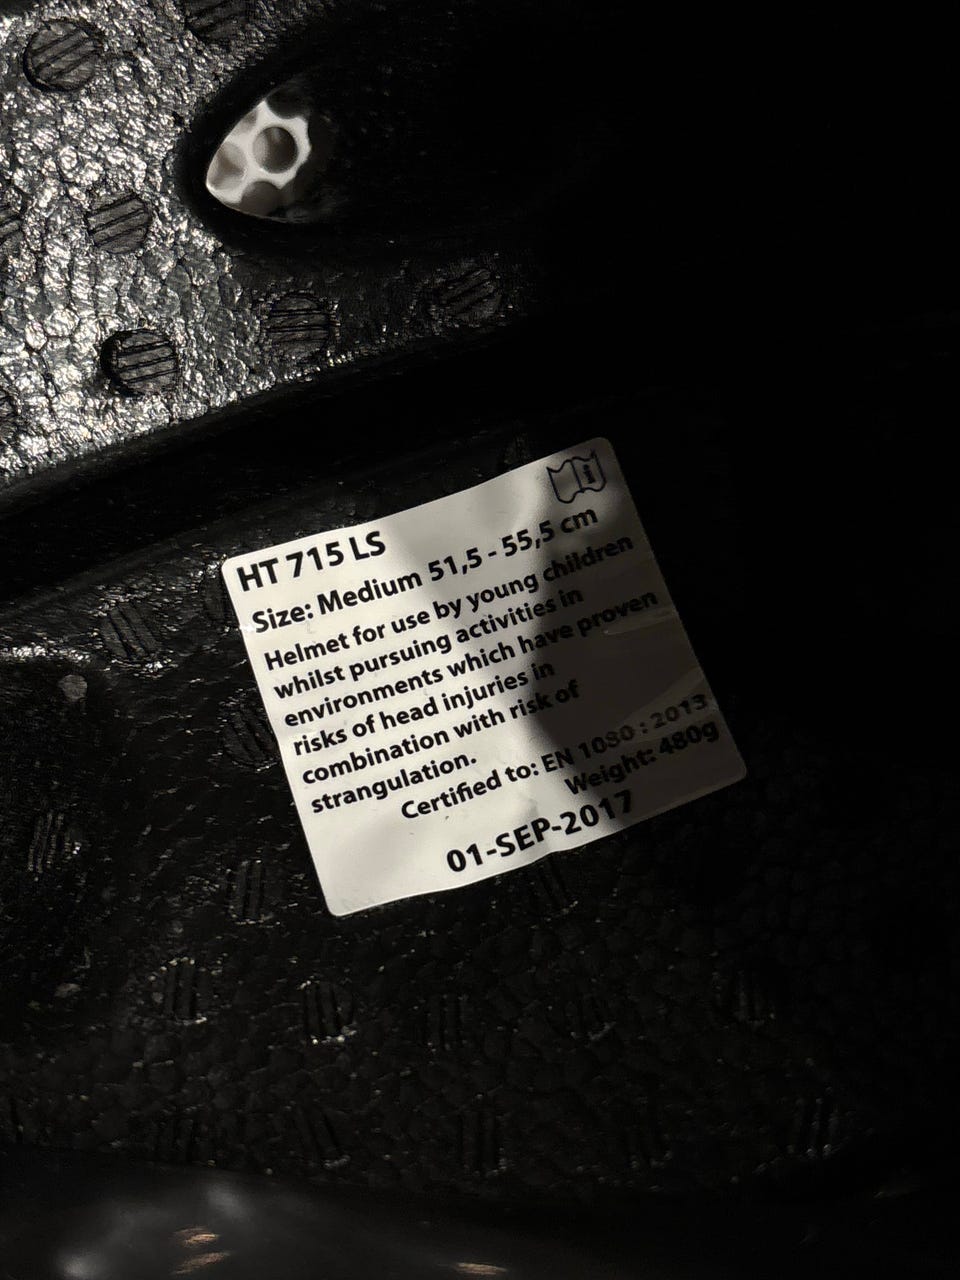 HT 715 LS
Size: Medium 51,5 - 55,5 cm
Helmet for use by young children
whilst pursuing activities in
environments which have proven
risks of head injuries in
combination with risk of
strangulation.
Certified to: EN 1080 : 2013
Weight: 480g
01-SEP-2017